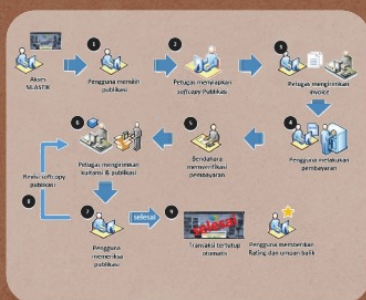 Akses
SILASTIK
1
Pengguna memilih
publikasi
2
Petugas menyiapkan
softcopy Publikasi
3
Petugas mengirimkan
invoice
4
Pengguna melakukan
pembayaran
5
Bendahara
memverifikasi
pembayaran
6
Petugas mengirimkan
kuitansi & publikasi
Revisi softcopy
publikasi
8
7
Pengguna
memeriksa
publikasi
selesai
9
Selesai
Transaksi tertutup
otomatis
Pengguna memberikan
Rating dan umpan balik